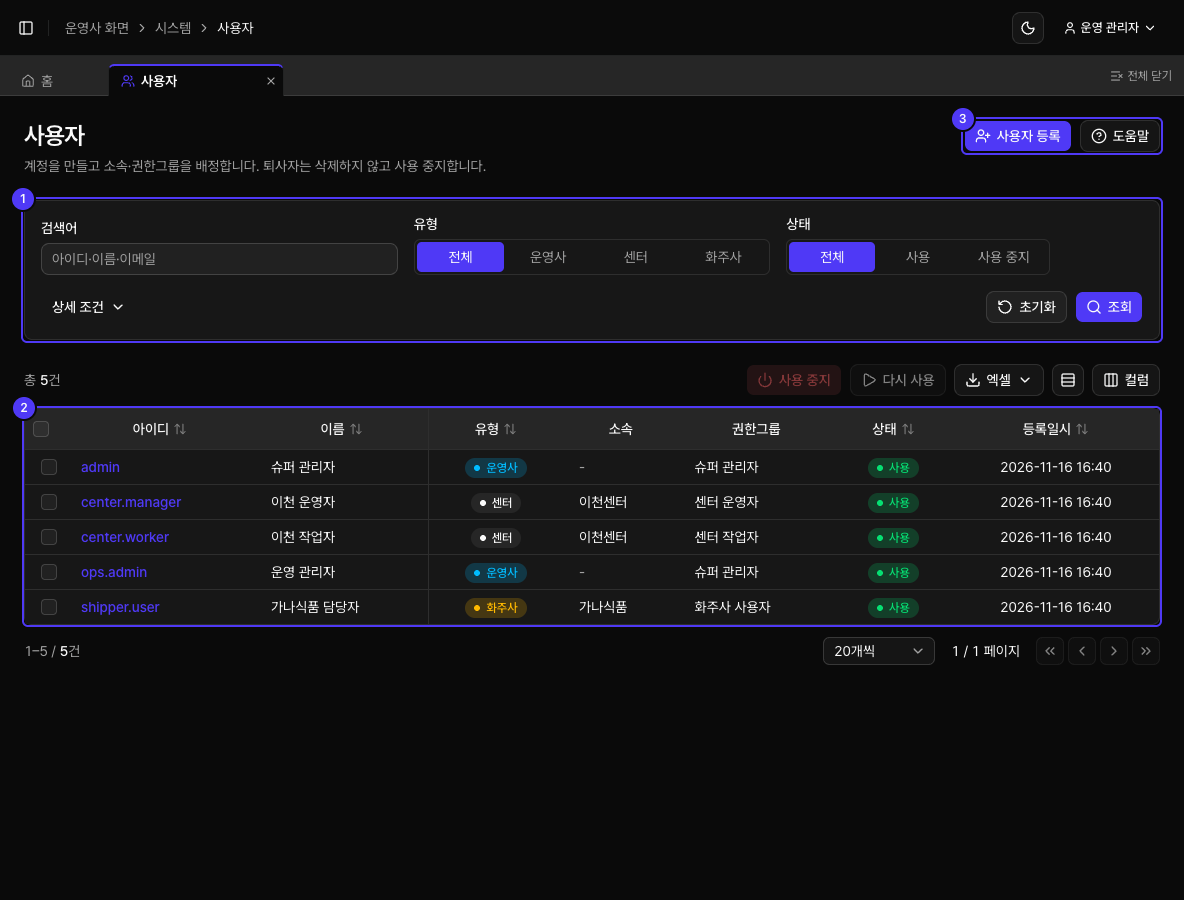 운영사 화면 > 시스템 > 사용자
운영 관리자
홈
사용자
전체 닫기
사용자
계정을 만들고 소속·권한그룹을 배정합니다. 퇴사자는 삭제하지 않고 사용 중지합니다.
3
사용자 등록
도움말
1
검색어
유형
상태
아이디·이름·이메일
전체 운영사 센터 화주사
전체 사용 사용 중지
상세 조건
초기화
조회
총 5건
사용 중지
다시 사용
엑셀
컬럼
2
아이디 이름 유형 소속 권한그룹 상태 등록일시
admin 슈퍼 관리자 운영사 - 슈퍼 관리자 사용 2026-11-16 16:40
center.manager 이천 운영자 센터 이천센터 센터 운영자 사용 2026-11-16 16:40
center.worker 이천 작업자 센터 이천센터 센터 작업자 사용 2026-11-16 16:40
ops.admin 운영 관리자 운영사 - 슈퍼 관리자 사용 2026-11-16 16:40
shipper.user 가나식품 담당자 화주사 가나식품 화주사 사용자 사용 2026-11-16 16:40
1–5 / 5건
20개씩
1 / 1 페이지